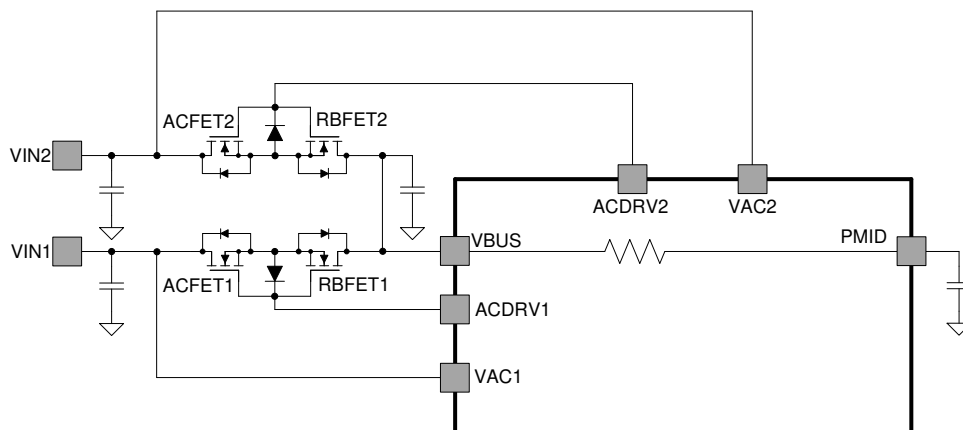 ACFET2
RBFET2
VIN2
ACDRV2
VAC2
VIN1
VBUS
PMID
ACFET1
RBFET1
ACDRV1
VAC1